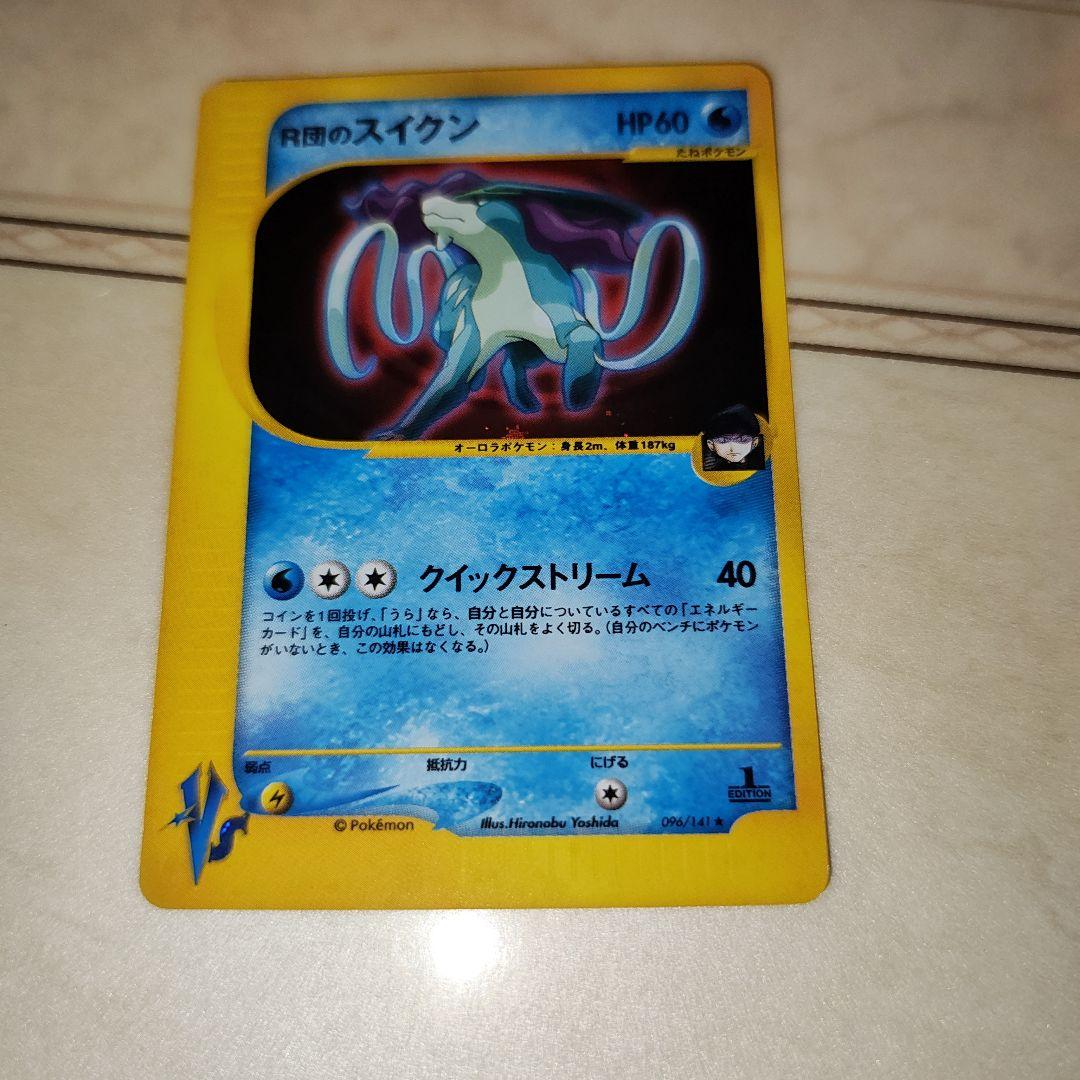 R団のスイクン HP60
たねポケモン
オーロラポケモン：身長2m、体重187kg
クイックストリーム 40
コインを1回投げ、「うら」なら、自分と自分についているすべての「エネルギー
カード」を、自分の山札にもどし、その山札をよく切る。（自分のベンチにポケモン
がいないとき、この効果はなくなる。）
弱点 抵抗力 にげる
1
EDITION
VS
© Pokémon Illus. Hironobu Yoshida 096/141★